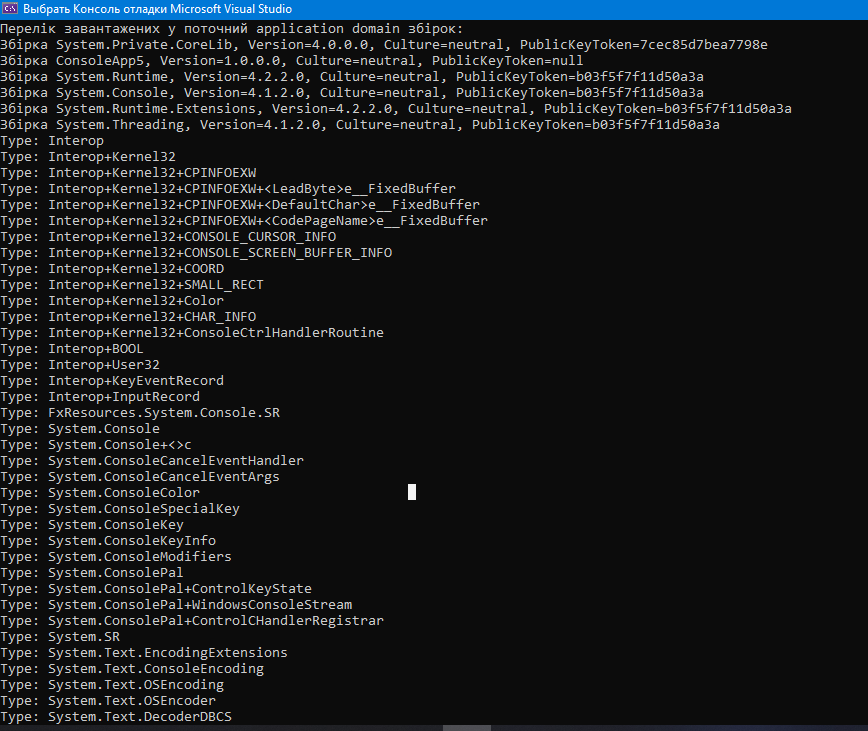 Выбрать Консоль отладки Microsoft Visual Studio
Перелік завантажених у поточний application domain збірок:
Збірка System.Private.CoreLib, Version=4.0.0.0, Culture=neutral, PublicKeyToken=7cec85d7bea7798e
Збірка ConsoleApp5, Version=1.0.0.0, Culture=neutral, PublicKeyToken=null
Збірка System.Runtime, Version=4.2.2.0, Culture=neutral, PublicKeyToken=b03f5f7f11d50a3a
Збірка System.Console, Version=4.1.2.0, Culture=neutral, PublicKeyToken=b03f5f7f11d50a3a
Збірка System.Runtime.Extensions, Version=4.2.2.0, Culture=neutral, PublicKeyToken=b03f5f7f11d50a3a
Збірка System.Threading, Version=4.1.2.0, Culture=neutral, PublicKeyToken=b03f5f7f11d50a3a
Type: Interop
Type: Interop+Kernel32
Type: Interop+Kernel32+CPINFOEXW
Type: Interop+Kernel32+CPINFOEXW+<LeadByte>e__FixedBuffer
Type: Interop+Kernel32+CPINFOEXW+<DefaultChar>e__FixedBuffer
Type: Interop+Kernel32+CPINFOEXW+<CodePageName>e__FixedBuffer
Type: Interop+Kernel32+CONSOLE_CURSOR_INFO
Type: Interop+Kernel32+CONSOLE_SCREEN_BUFFER_INFO
Type: Interop+Kernel32+COORD
Type: Interop+Kernel32+SMALL_RECT
Type: Interop+Kernel32+Color
Type: Interop+Kernel32+CHAR_INFO
Type: Interop+Kernel32+ConsoleCtrlHandlerRoutine
Type: Interop+BOOL
Type: Interop+User32
Type: Interop+KeyEventRecord
Type: Interop+InputRecord
Type: FxResources.System.Console.SR
Type: System.Console
Type: System.Console+<>c
Type: System.ConsoleCancelEventHandler
Type: System.ConsoleCancelEventArgs
Type: System.ConsoleColor
Type: System.ConsoleSpecialKey
Type: System.ConsoleKey
Type: System.ConsoleKeyInfo
Type: System.ConsoleModifiers
Type: System.ConsolePal
Type: System.ConsolePal+ControlKeyState
Type: System.ConsolePal+WindowsConsoleStream
Type: System.ConsolePal+ControlCHandlerRegistrar
Type: System.SR
Type: System.Text.EncodingExtensions
Type: System.Text.ConsoleEncoding
Type: System.Text.OSEncoding
Type: System.Text.OSEncoder
Type: System.Text.DecoderDBCS